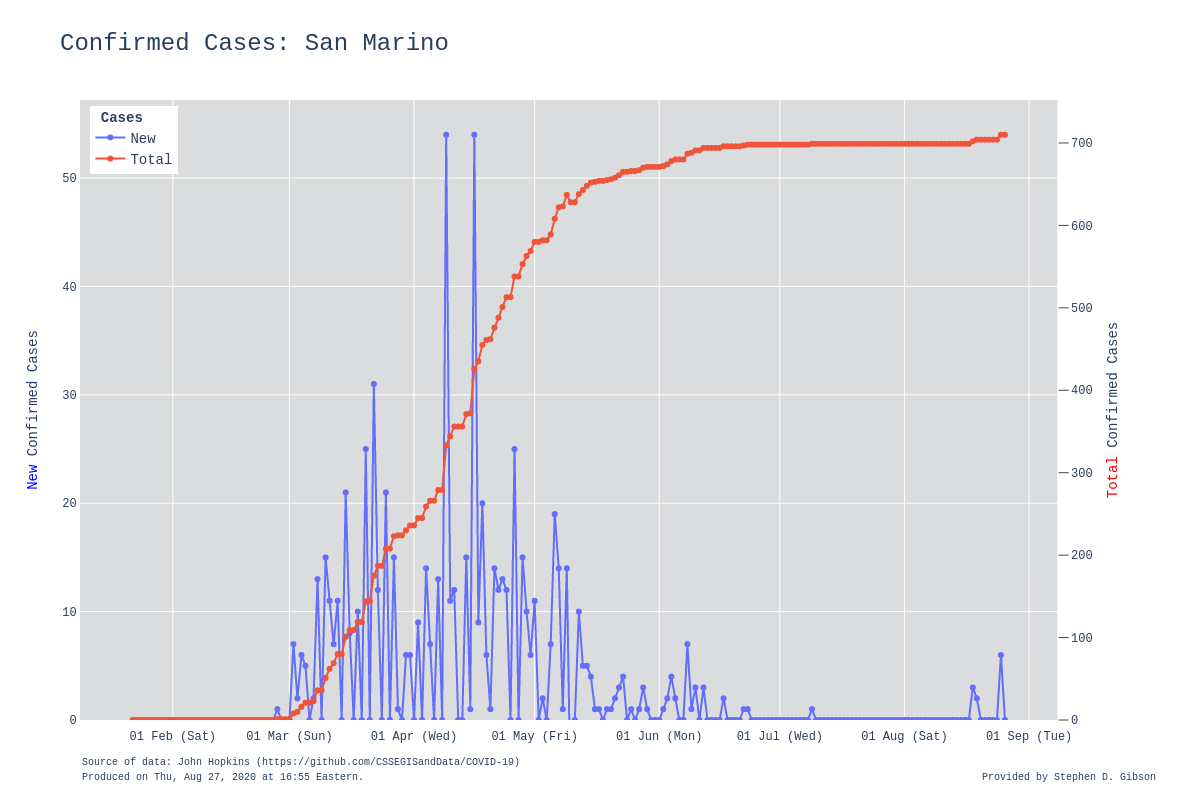 Confirmed Cases: San Marino
Cases
New
Total
50
40
30
20
10
0
700
600
500
400
300
200
100
0
New Confirmed Cases
Total Confirmed Cases
01 Feb (Sat) 01 Mar (Sun) 01 Apr (Wed) 01 May (Fri) 01 Jun (Mon) 01 Jul (Wed) 01 Aug (Sat) 01 Sep (Tue)
Source of data: John Hopkins (https://github.com/CSSEGISandData/COVID-19)
Produced on Thu, Aug 27, 2020 at 16:55 Eastern.
Provided by Stephen D. Gibson